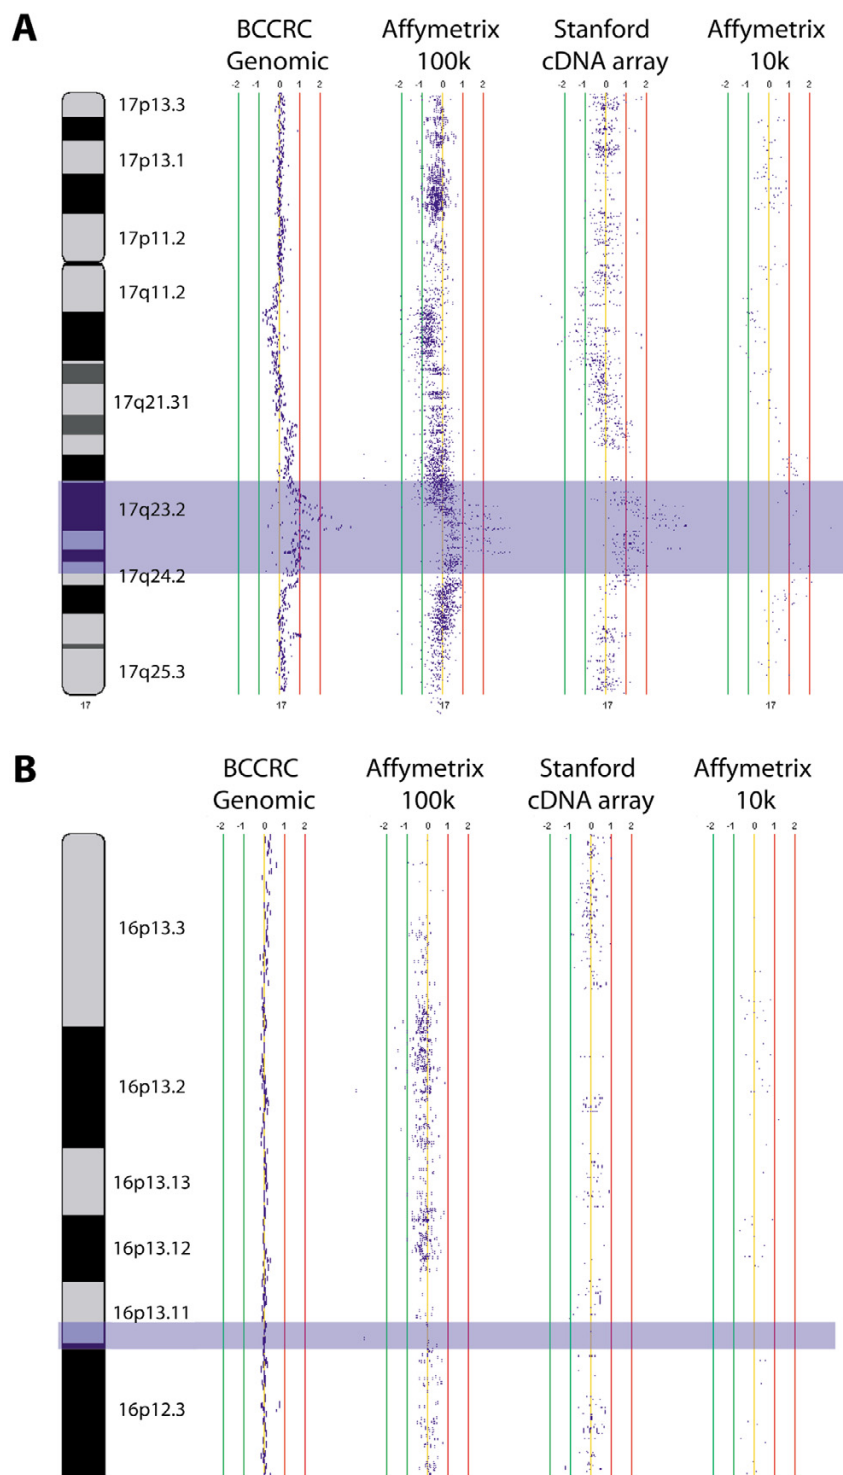 A
BCCRC Genomic
Affymetrix 100k
Stanford cDNA array
Affymetrix 10k
-2 -1 0 1 2
-2 -1 0 1 2
-2 -1 0 1 2
-2 -1 0 1 2
17p13.3
17p13.1
17p11.2
17q11.2
17q21.31
17q23.2
17q24.2
17q25.3
17 17 17 17 17
B
BCCRC Genomic
Affymetrix 100k
Stanford cDNA array
Affymetrix 10k
-2 -1 0 1 2
-2 -1 0 1 2
-2 -1 0 1 2
-2 -1 0 1 2
16p13.3
16p13.2
16p13.13
16p13.12
16p13.11
16p12.3